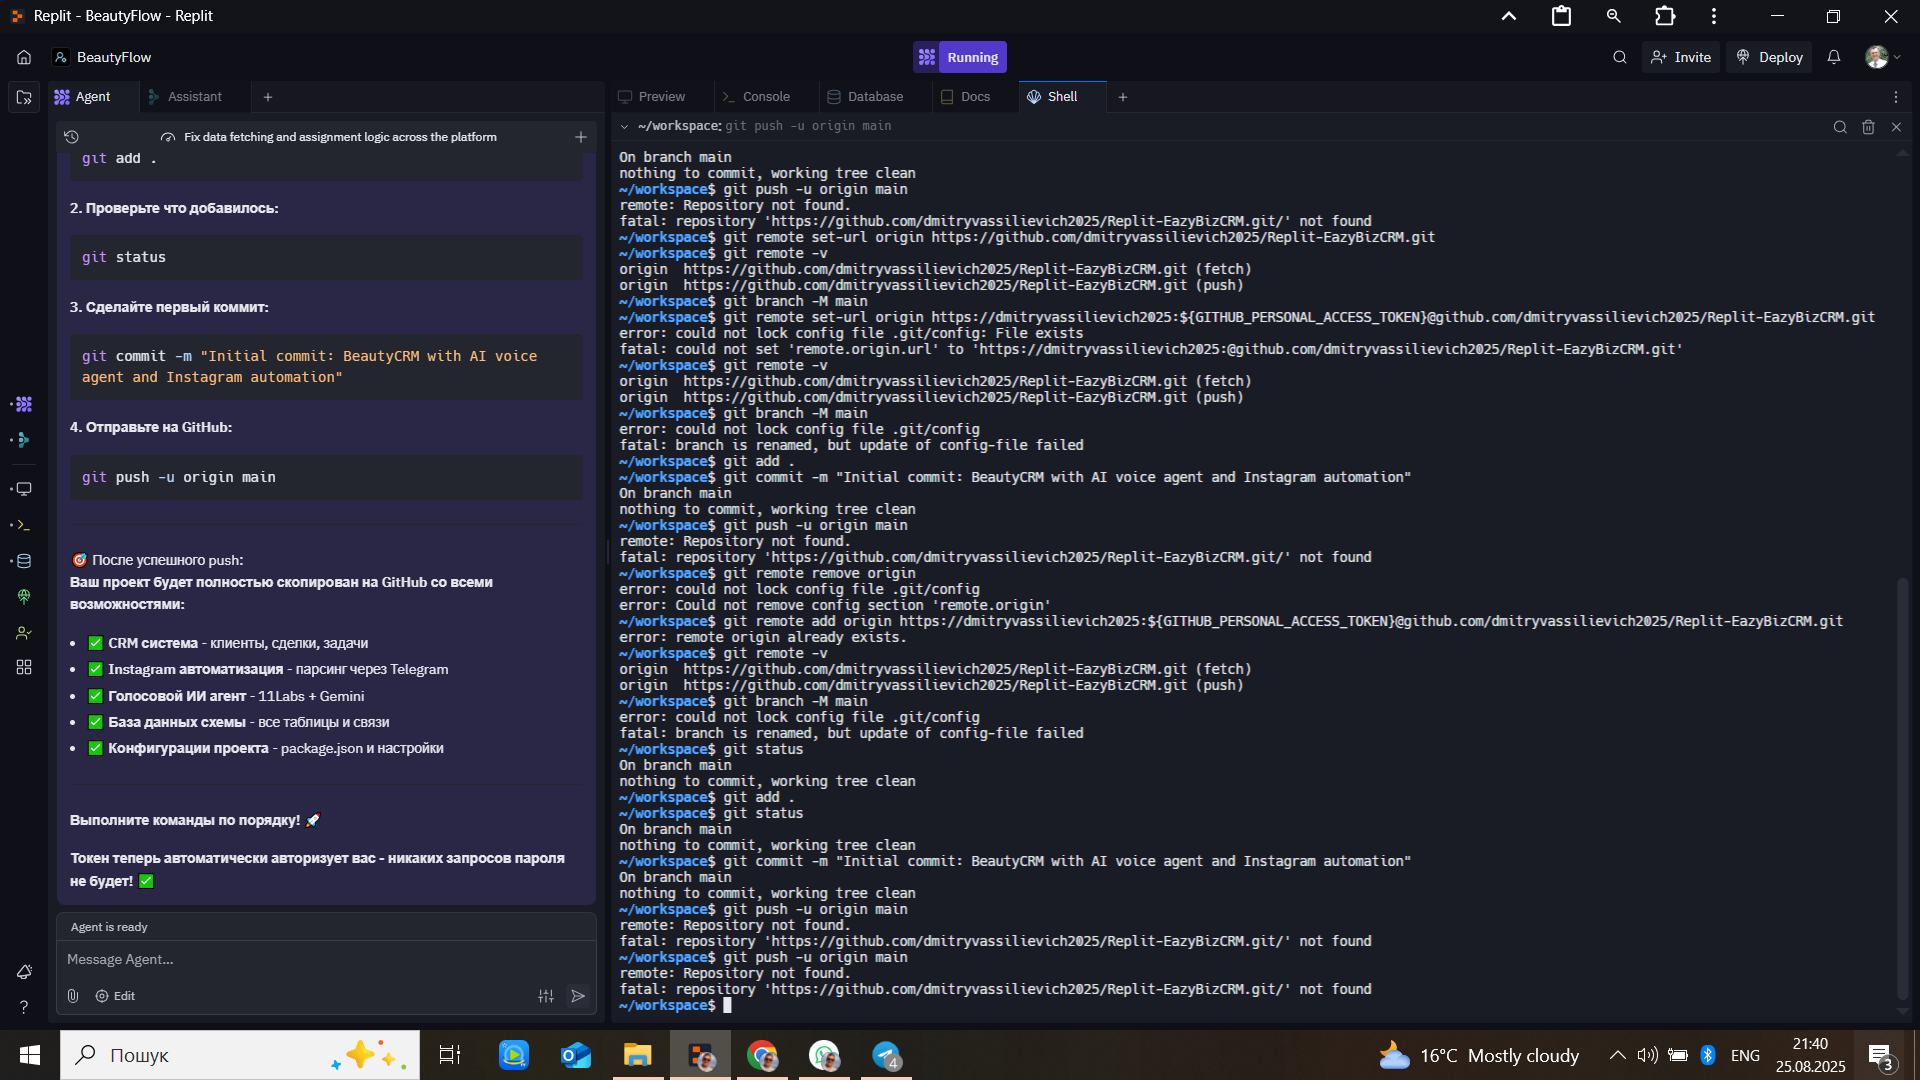 Replit - BeautyFlow - Replit
BeautyFlow
Running
Invite
Deploy
Agent
Assistant
Fix data fetching and assignment logic across the platform
git add .
2. Проверьте что добавилось:
git status
3. Сделайте первый коммит:
git commit -m "Initial commit: BeautyCRM with AI voice
agent and Instagram automation"
4. Отправьте на GitHub:
git push -u origin main
🎯 После успешного push:
Ваш проект будет полностью скопирован на GitHub со всеми
возможностями:
• ✅ CRM система - клиенты, сделки, задачи
• ✅ Instagram автоматизация - парсинг через Telegram
• ✅ Голосовой ИИ агент - 11Labs + Gemini
• ✅ База данных схемы - все таблицы и связи
• ✅ Конфигурации проекта - package.json и настройки
Выполните команды по порядку! 🚀
Токен теперь автоматически авторизует вас - никаких запросов пароля
не будет! ✅
Agent is ready
Message Agent...
Edit
Preview
Console
Database
Docs
Shell
~/workspace: git push -u origin main
On branch main
nothing to commit, working tree clean
~/workspace$ git push -u origin main
remote: Repository not found.
fatal: repository 'https://github.com/dmitryvassilievich2025/Replit-EazyBizCRM.git/' not found
~/workspace$ git remote set-url origin https://github.com/dmitryvassilievich2025/Replit-EazyBizCRM.git
~/workspace$ git remote -v
origin  https://github.com/dmitryvassilievich2025/Replit-EazyBizCRM.git (fetch)
origin  https://github.com/dmitryvassilievich2025/Replit-EazyBizCRM.git (push)
~/workspace$ git branch -M main
~/workspace$ git remote set-url origin https://dmitryvassilievich2025:${GITHUB_PERSONAL_ACCESS_TOKEN}@github.com/dmitryvassilievich2025/Replit-EazyBizCRM.git
error: could not lock config file .git/config: File exists
fatal: could not set 'remote.origin.url' to 'https://dmitryvassilievich2025:@github.com/dmitryvassilievich2025/Replit-EazyBizCRM.git'
~/workspace$ git remote -v
origin  https://github.com/dmitryvassilievich2025/Replit-EazyBizCRM.git (fetch)
origin  https://github.com/dmitryvassilievich2025/Replit-EazyBizCRM.git (push)
~/workspace$ git branch -M main
error: could not lock config file .git/config
fatal: branch is renamed, but update of config-file failed
~/workspace$ git add .
~/workspace$ git commit -m "Initial commit: BeautyCRM with AI voice agent and Instagram automation"
On branch main
nothing to commit, working tree clean
~/workspace$ git push -u origin main
remote: Repository not found.
fatal: repository 'https://github.com/dmitryvassilievich2025/Replit-EazyBizCRM.git/' not found
~/workspace$ git remote remove origin
error: could not lock config file .git/config
error: Could not remove config section 'remote.origin'
~/workspace$ git remote add origin https://dmitryvassilievich2025:${GITHUB_PERSONAL_ACCESS_TOKEN}@github.com/dmitryvassilievich2025/Replit-EazyBizCRM.git
error: remote origin already exists.
~/workspace$ git remote -v
origin  https://github.com/dmitryvassilievich2025/Replit-EazyBizCRM.git (fetch)
origin  https://github.com/dmitryvassilievich2025/Replit-EazyBizCRM.git (push)
~/workspace$ git branch -M main
error: could not lock config file .git/config
fatal: branch is renamed, but update of config-file failed
~/workspace$ git status
On branch main
nothing to commit, working tree clean
~/workspace$ git add .
~/workspace$ git status
On branch main
nothing to commit, working tree clean
~/workspace$ git commit -m "Initial commit: BeautyCRM with AI voice agent and Instagram automation"
On branch main
nothing to commit, working tree clean
~/workspace$ git push -u origin main
remote: Repository not found.
fatal: repository 'https://github.com/dmitryvassilievich2025/Replit-EazyBizCRM.git/' not found
~/workspace$ git push -u origin main
remote: Repository not found.
fatal: repository 'https://github.com/dmitryvassilievich2025/Replit-EazyBizCRM.git/' not found
~/workspace$
Пошук
4
16°C Mostly cloudy
ENG
21:40
25.08.2025
3